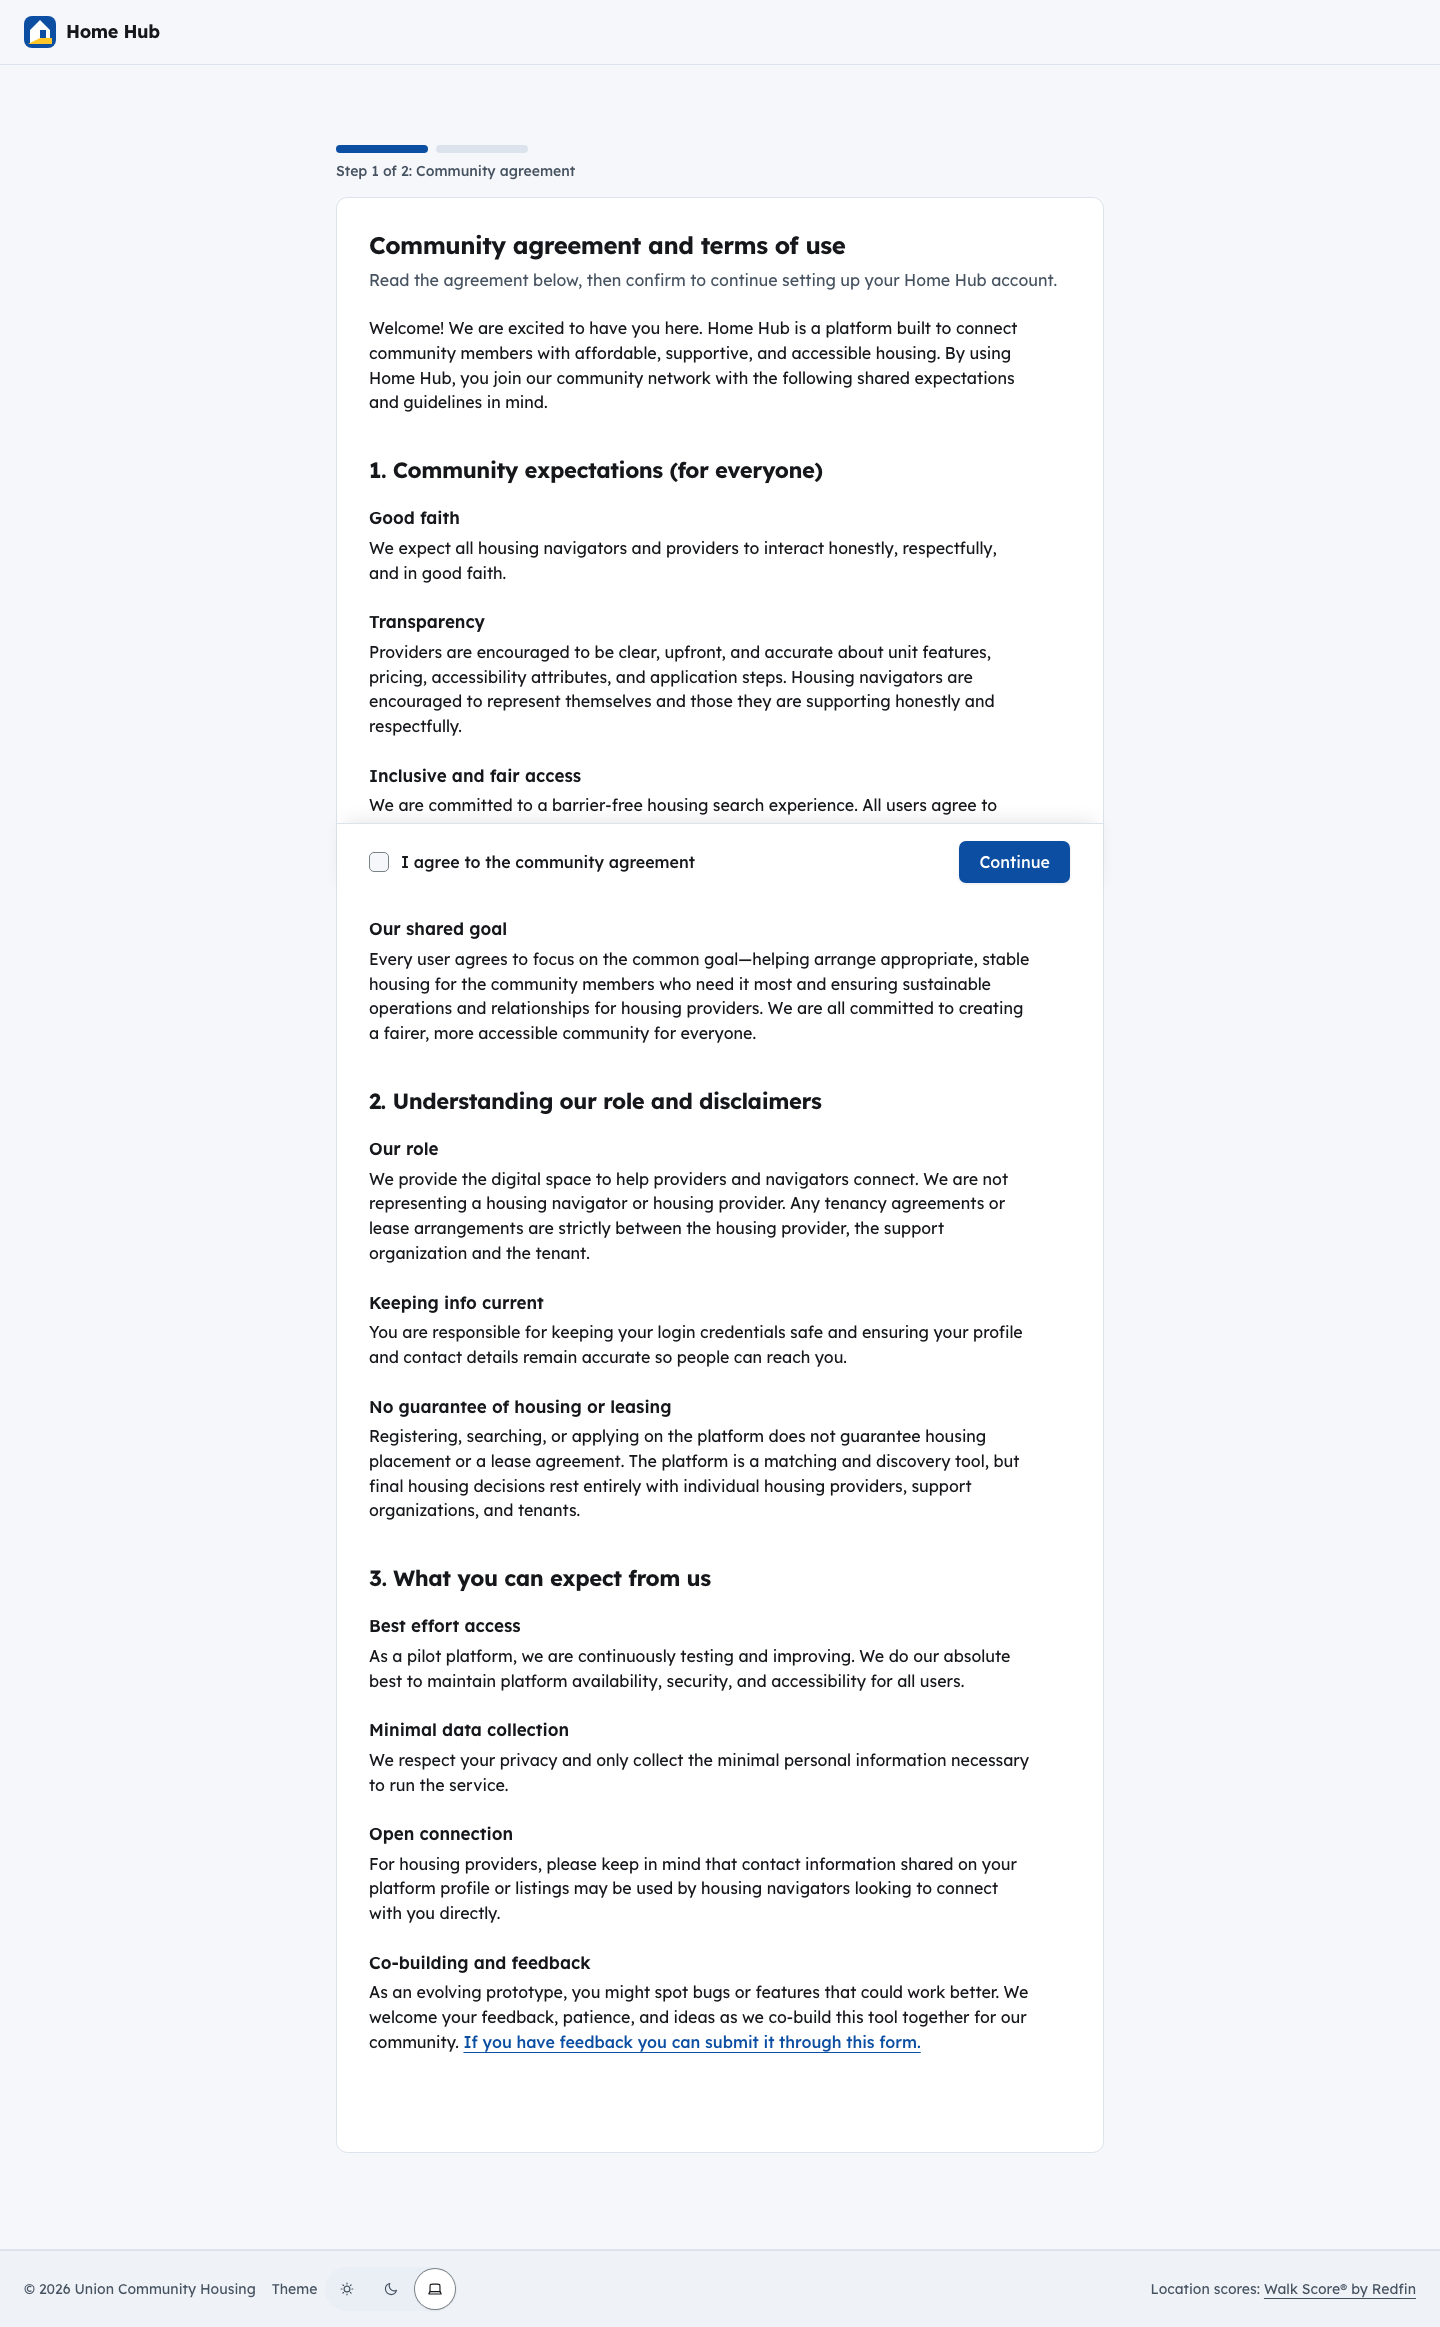 Home Hub
Step 1 of 2: Community agreement
Community agreement and terms of use
Read the agreement below, then confirm to continue setting up your Home Hub account.
Welcome! We are excited to have you here. Home Hub is a platform built to connect
community members with affordable, supportive, and accessible housing. By using
Home Hub, you join our community network with the following shared expectations
and guidelines in mind.
1. Community expectations (for everyone)
Good faith
We expect all housing navigators and providers to interact honestly, respectfully,
and in good faith.
Transparency
Providers are encouraged to be clear, upfront, and accurate about unit features,
pricing, accessibility attributes, and application steps. Housing navigators are
encouraged to represent themselves and those they are supporting honestly and
respectfully.
Inclusive and fair access
We are committed to a barrier-free housing search experience. All users agree to
I agree to the community agreement
Continue
Our shared goal
Every user agrees to focus on the common goal—helping arrange appropriate, stable
housing for the community members who need it most and ensuring sustainable
operations and relationships for housing providers. We are all committed to creating
a fairer, more accessible community for everyone.
2. Understanding our role and disclaimers
Our role
We provide the digital space to help providers and navigators connect. We are not
representing a housing navigator or housing provider. Any tenancy agreements or
lease arrangements are strictly between the housing provider, the support
organization and the tenant.
Keeping info current
You are responsible for keeping your login credentials safe and ensuring your profile
and contact details remain accurate so people can reach you.
No guarantee of housing or leasing
Registering, searching, or applying on the platform does not guarantee housing
placement or a lease agreement. The platform is a matching and discovery tool, but
final housing decisions rest entirely with individual housing providers, support
organizations, and tenants.
3. What you can expect from us
Best effort access
As a pilot platform, we are continuously testing and improving. We do our absolute
best to maintain platform availability, security, and accessibility for all users.
Minimal data collection
We respect your privacy and only collect the minimal personal information necessary
to run the service.
Open connection
For housing providers, please keep in mind that contact information shared on your
platform profile or listings may be used by housing navigators looking to connect
with you directly.
Co-building and feedback
As an evolving prototype, you might spot bugs or features that could work better. We
welcome your feedback, patience, and ideas as we co-build this tool together for our
community. If you have feedback you can submit it through this form.
© 2026 Union Community Housing
Theme
Location scores: Walk Score® by Redfin